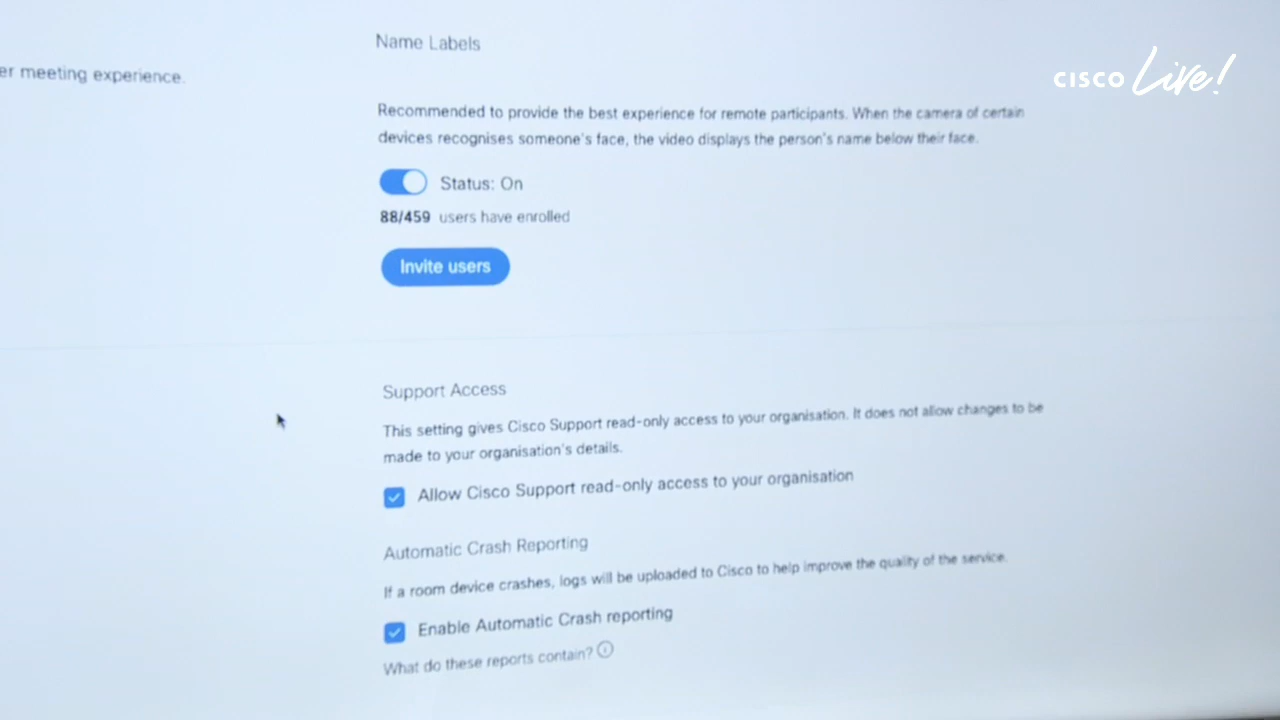 Name Labels
er meeting experience.
CISCO Live!
Recommended to provide the best experience for remote participants. When the camera of certain
devices recognises someone's face, the video displays the person's name below their face.
Status: On
88/459 users have enrolled
Invite users
Support Access
This setting gives Cisco Support read-only access to your organisation. It does not allow changes to be
made to your organisation's details.
Allow Cisco Support read-only access to your organisation
Automatic Crash Reporting
If a room device crashes, logs will be uploaded to Cisco to help improve the quality of the service.
Enable Automatic Crash reporting
What do these reports contain?